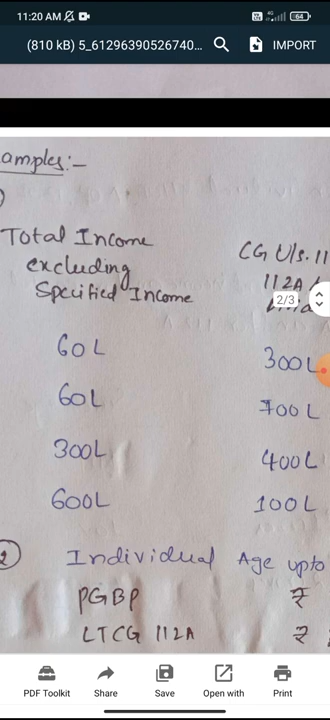 11:20 AM
64
(810 kB) 5_61296390526740... IMPORT
amples:-
Total Income
excluding
Specified Income
CG U/s. 11
112A /
2/3
60L 300L
60L 700L
300L 400L
600L 100L
2 Individual Age upto
PGBP ₹
LTCG 112A ₹
PDF Toolkit Share Save Open with Print